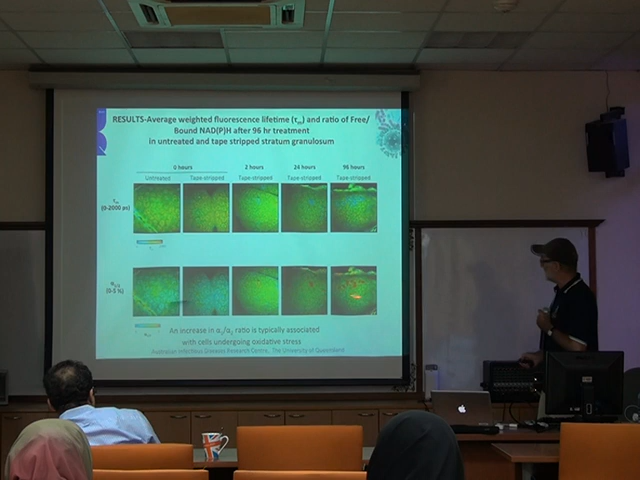 RESULTS-Average weighted fluorescence lifetime (τm) and ratio of Free/
Bound NAD(P)H after 96 hr treatment
in untreated and tape stripped stratum granulosum
0 hours 2 hours 24 hours 96 hours
Untreated Tape-stripped Tape-stripped Tape-stripped Tape-stripped
τm
(0-2000 ps)
α1/α2
(0-5 %)
An increase in α1/α2 ratio is typically associated
with cells undergoing oxidative stress
Australian Infectious Diseases Research Centre, The University of Queensland